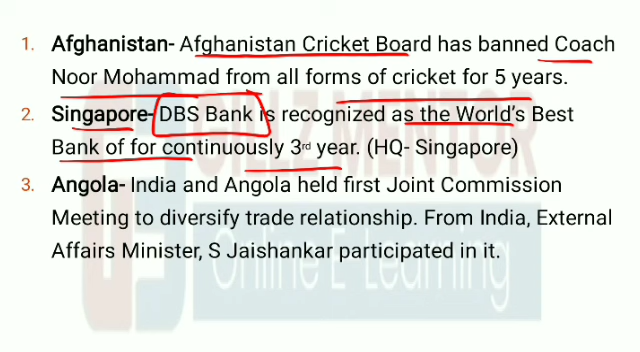 1. Afghanistan- Afghanistan Cricket Board has banned Coach
Noor Mohammad from all forms of cricket for 5 years.
2. Singapore- DBS Bank is recognized as the World's Best
Bank of for continuously 3rd year. (HQ- Singapore)
3. Angola- India and Angola held first Joint Commission
Meeting to diversify trade relationship. From India, External
Affairs Minister, S Jaishankar participated in it.
Online E-Learning